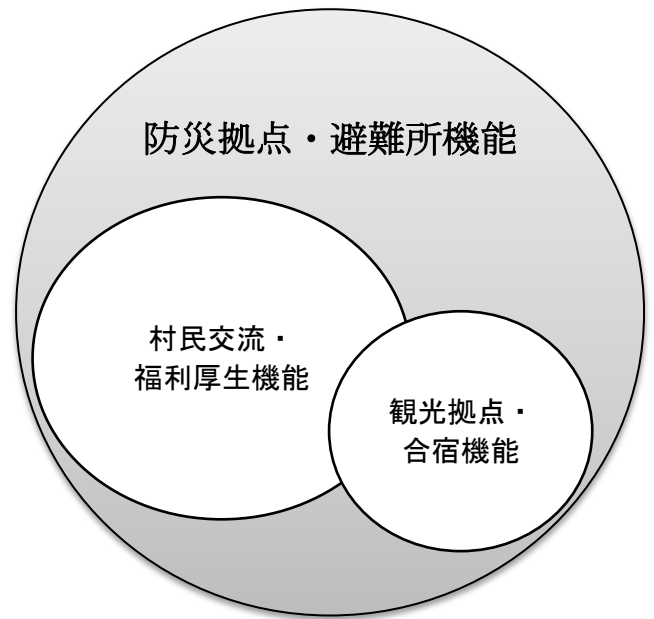 防災拠点・避難所機能
村民交流・
福利厚生機能
観光拠点・
合宿機能